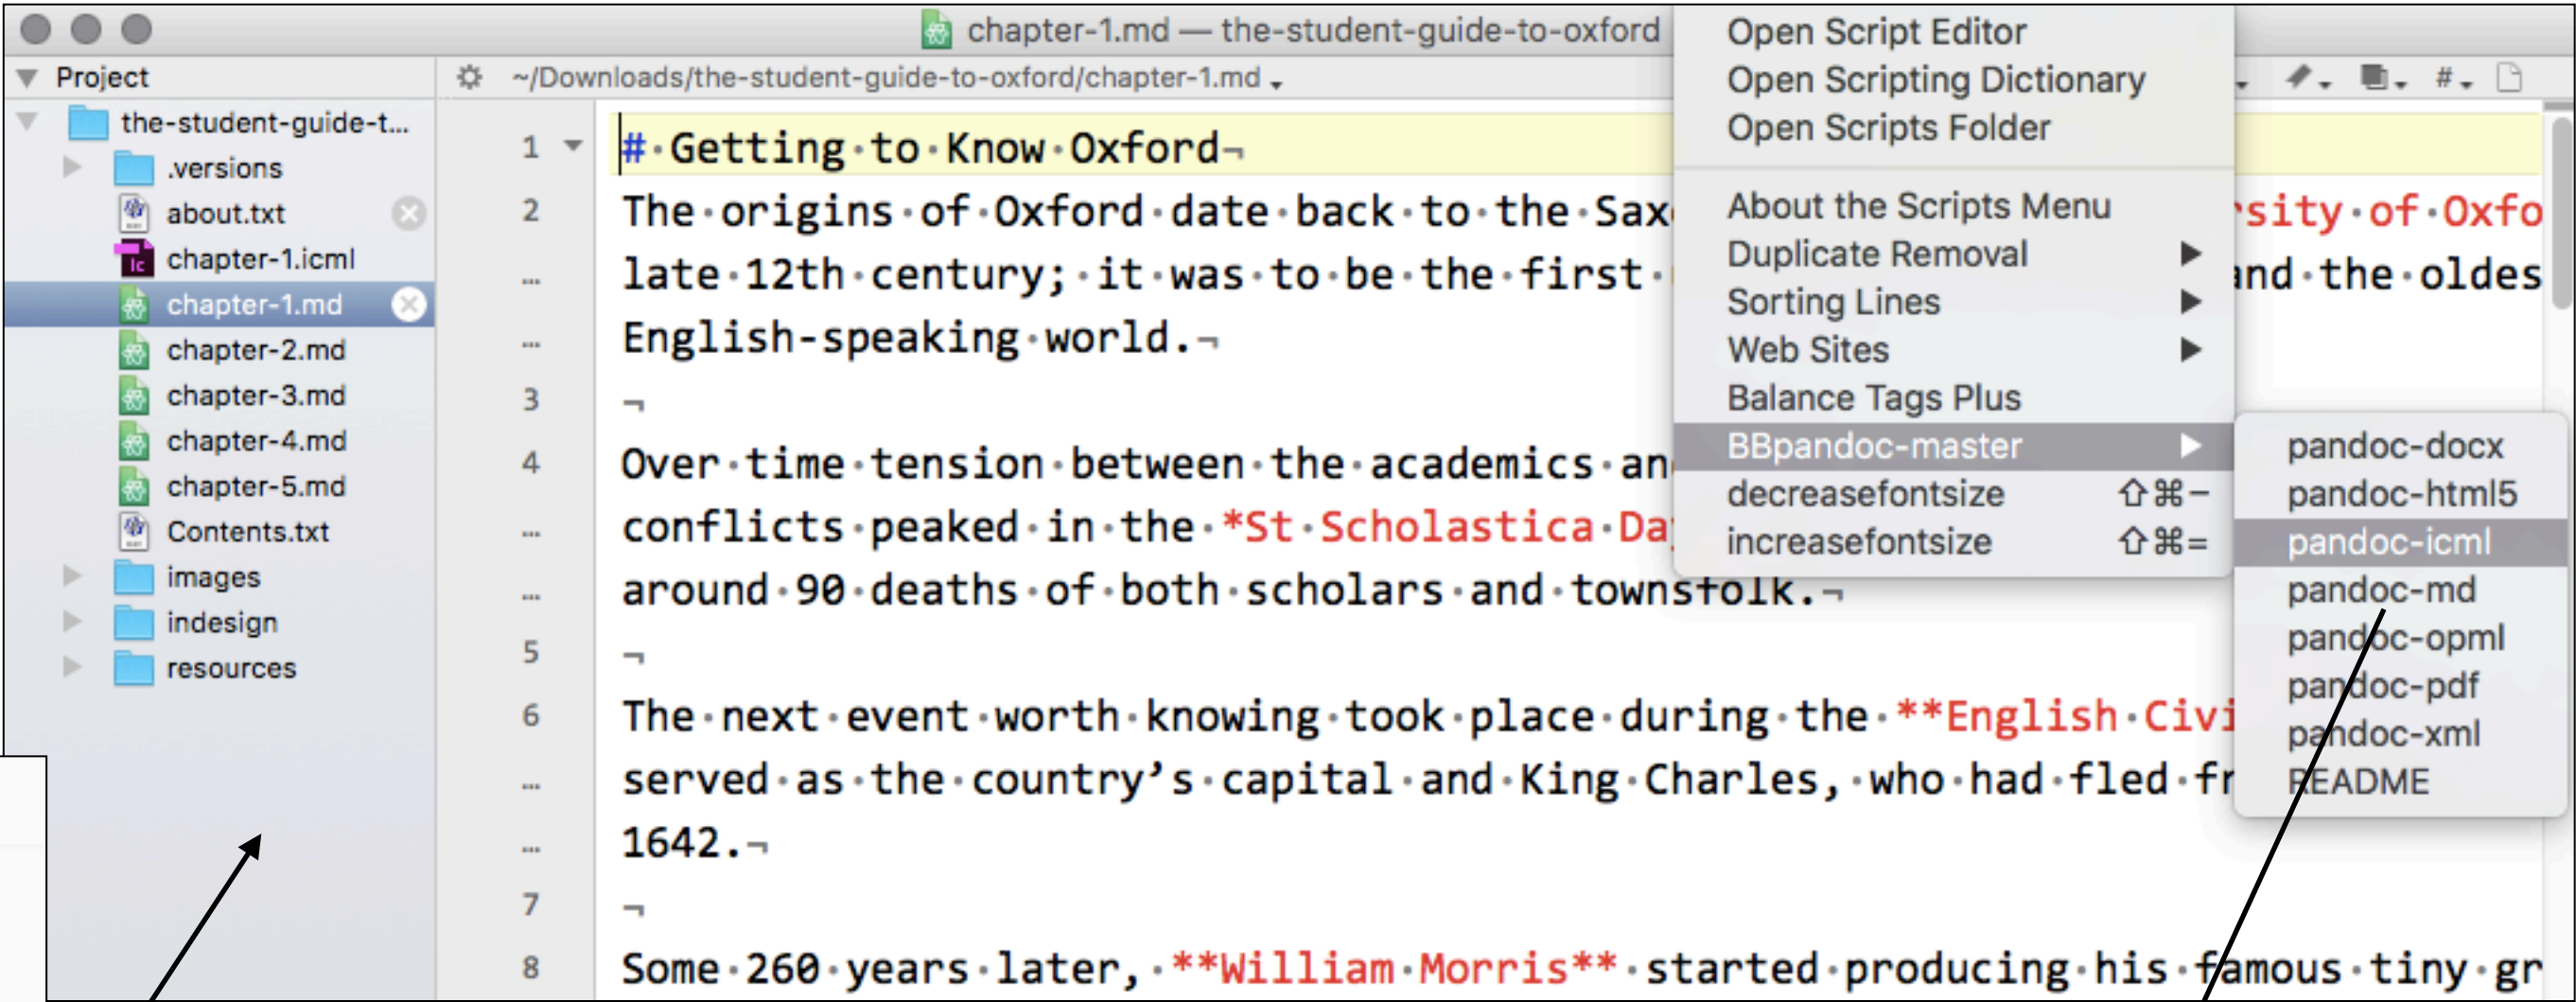 chapter-1.md — the-student-guide-to-oxford
Project
~/Downloads/the-student-guide-to-oxford/chapter-1.md
#
the-student-guide-t...
.versions
about.txt
chapter-1.icml
chapter-1.md
chapter-2.md
chapter-3.md
chapter-4.md
chapter-5.md
Contents.txt
images
indesign
resources
1 # Getting to Know Oxford¬
2 The origins of Oxford date back to the rsity of Oxfo
… late 12th century; it was to be the first and the oldes
… English-speaking world.¬
3 ¬
4 Over time tension between the academics
… conflicts peaked in the *St Scholastica Day
… around 90 deaths of both scholars and townsfolk.¬
5 ¬
6 The next event worth knowing took place during the **English Civi
… served as the country’s capital and King Charles, who had fled fr
… 1642.¬
7 ¬
8 Some 260 years later, **William Morris** started producing his famous tiny gr
Open Script Editor
Open Scripting Dictionary
Open Scripts Folder
About the Scripts Menu
Duplicate Removal
Sorting Lines
Web Sites
Balance Tags Plus
BBpandoc-master
decreasefontsize ⇧⌘−
increasefontsize ⇧⌘=
pandoc-docx
pandoc-html5
pandoc-icml
pandoc-md
pandoc-opml
pandoc-pdf
pandoc-xml
README